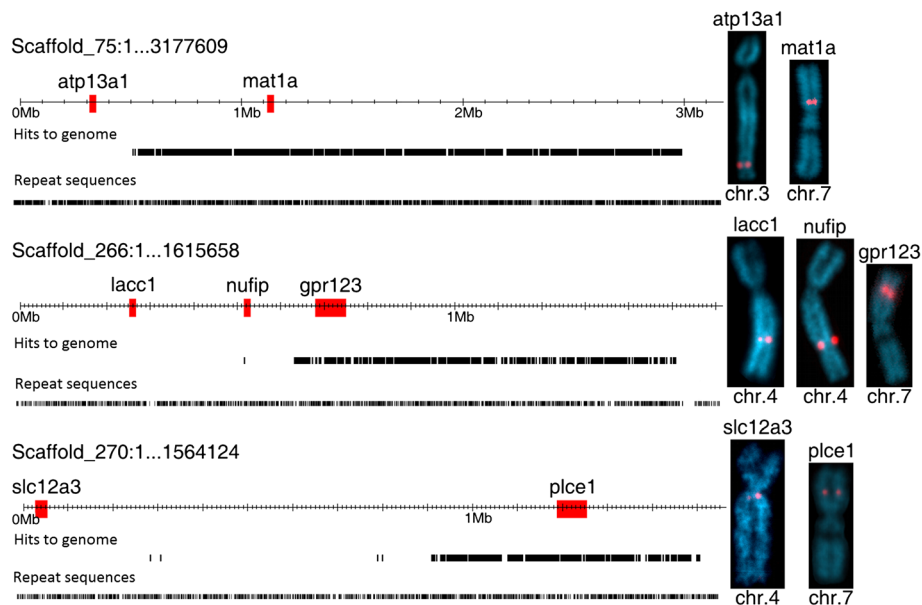 atp13a1
Scaffold_75:1...3177609
mat1a
atp13a1 mat1a
0Mb 1Mb 2Mb 3Mb
Hits to genome
Repeat sequences
chr.3 chr.7
lacc1 nufip
Scaffold_266:1...1615658
gpr123
lacc1 nufip gpr123
0Mb 1Mb
Hits to genome
Repeat sequences
chr.4 chr.4 chr.7
slc12a3
Scaffold_270:1...1564124
plce1
slc12a3 plce1
0Mb 1Mb
Hits to genome
Repeat sequences
chr.4 chr.7